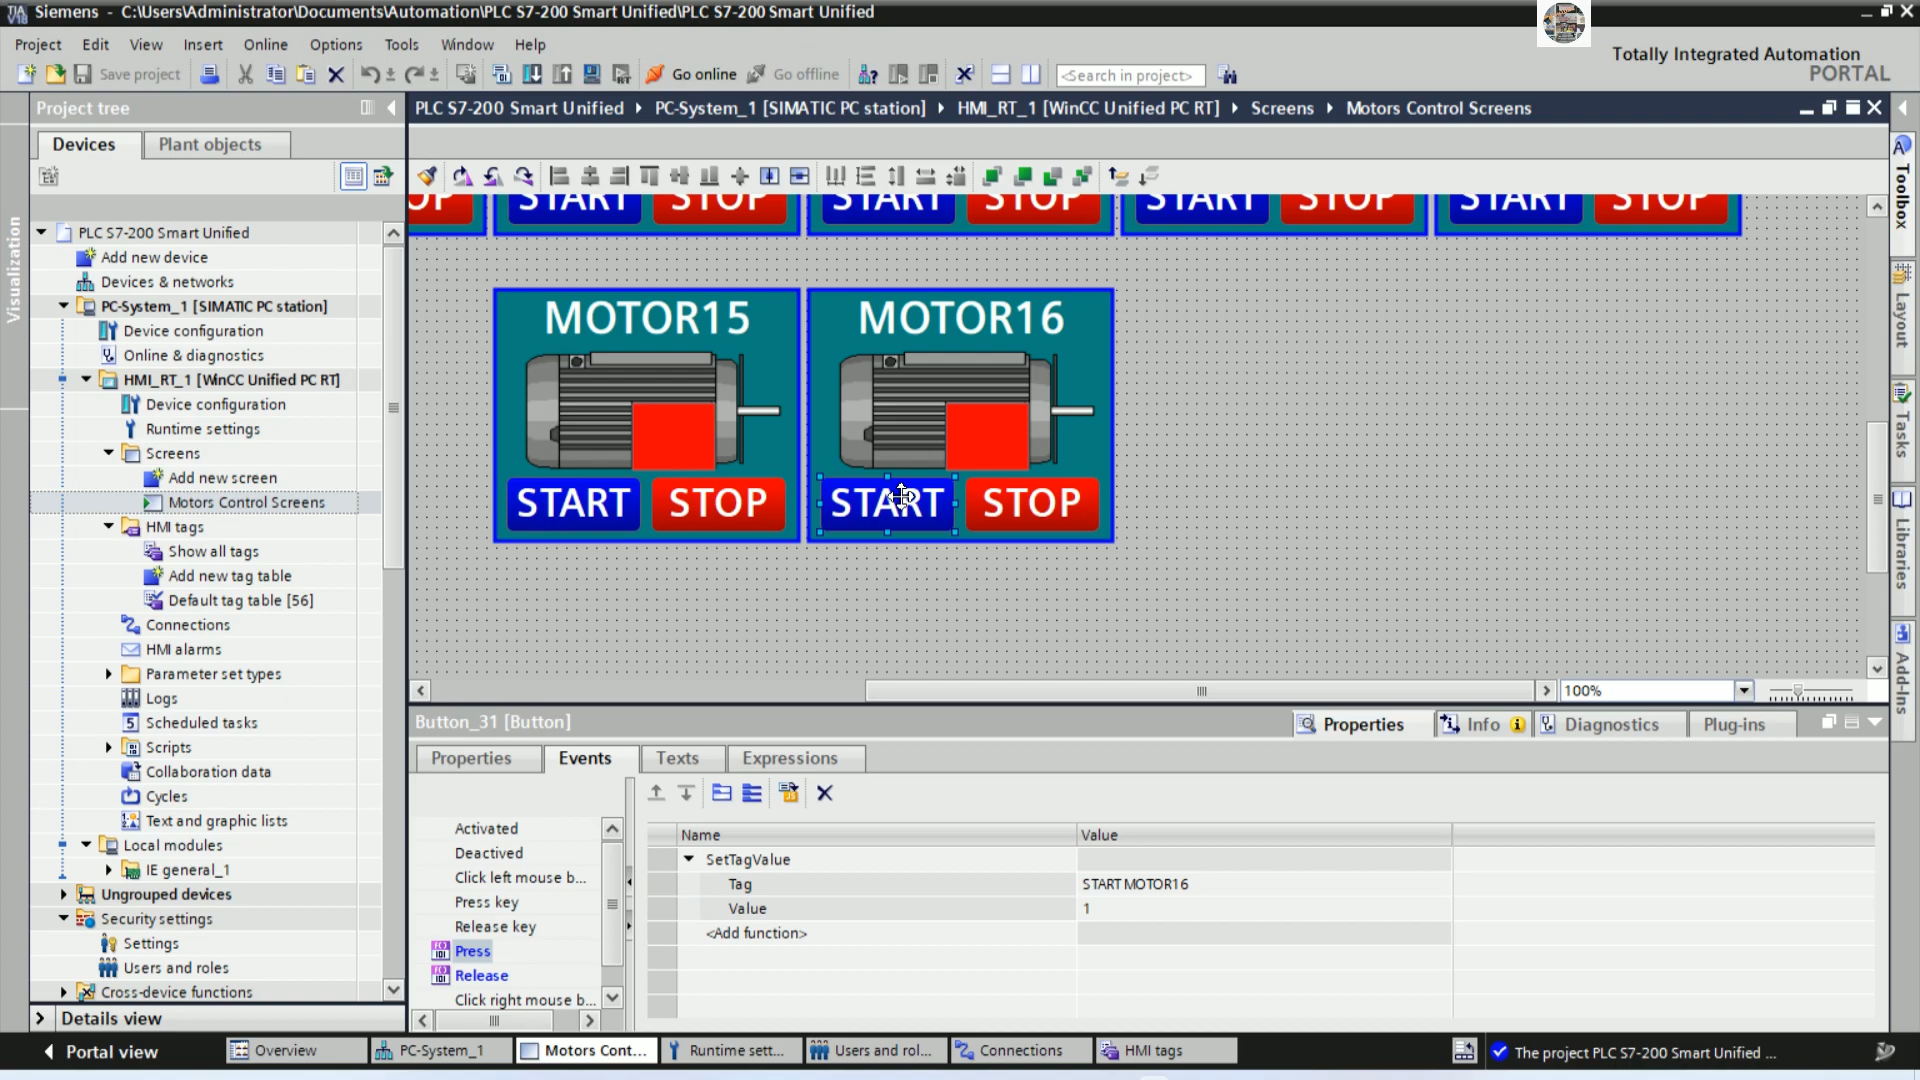 Siemens - C:\Users\Administrator\Documents\Automation\PLC S7-200 Smart Unified\PLC S7-200 Smart Unified
Project Edit View Insert Online Options Tools Window Help
Totally Integrated Automation
PORTAL
Save project
Go online
Go offline
<Search in project>
Project tree
PLC S7-200 Smart Unified
PC-System_1 [SIMATIC PC station]
HMI_RT_1 [WinCC Unified PC RT]
Screens
Motors Control Screens
Devices
Plant objects
Visualization
PLC S7-200 Smart Unified
Add new device
Devices & networks
PC-System_1 [SIMATIC PC station]
Device configuration
Online & diagnostics
HMI_RT_1 [WinCC Unified PC RT]
Device configuration
Runtime settings
Screens
Add new screen
Motors Control Screens
HMI tags
Show all tags
Add new tag table
Default tag table [56]
Connections
HMI alarms
Parameter set types
Logs
Scheduled tasks
Scripts
Collaboration data
Cycles
Text and graphic lists
Local modules
IE general_1
Ungrouped devices
Security settings
Settings
Users and roles
Cross-device functions
Details view
START STOP START STOP START STOP START STOP
MOTOR15
START STOP
MOTOR16
START STOP
100%
Toolbox
Layout
Tasks
Libraries
Add-Ins
Button_31 [Button]
Properties
Info
Diagnostics
Plug-ins
Properties
Events
Texts
Expressions
Activated
Deactived
Click left mouse b...
Press key
Release key
Press
Release
Click right mouse b...
Name Value
SetTagValue
Tag START MOTOR16
Value 1
<Add function>
Portal view
Overview
PC-System_1
Motors Cont...
Runtime sett...
Users and rol...
Connections
HMI tags
The project PLC S7-200 Smart Unified ...